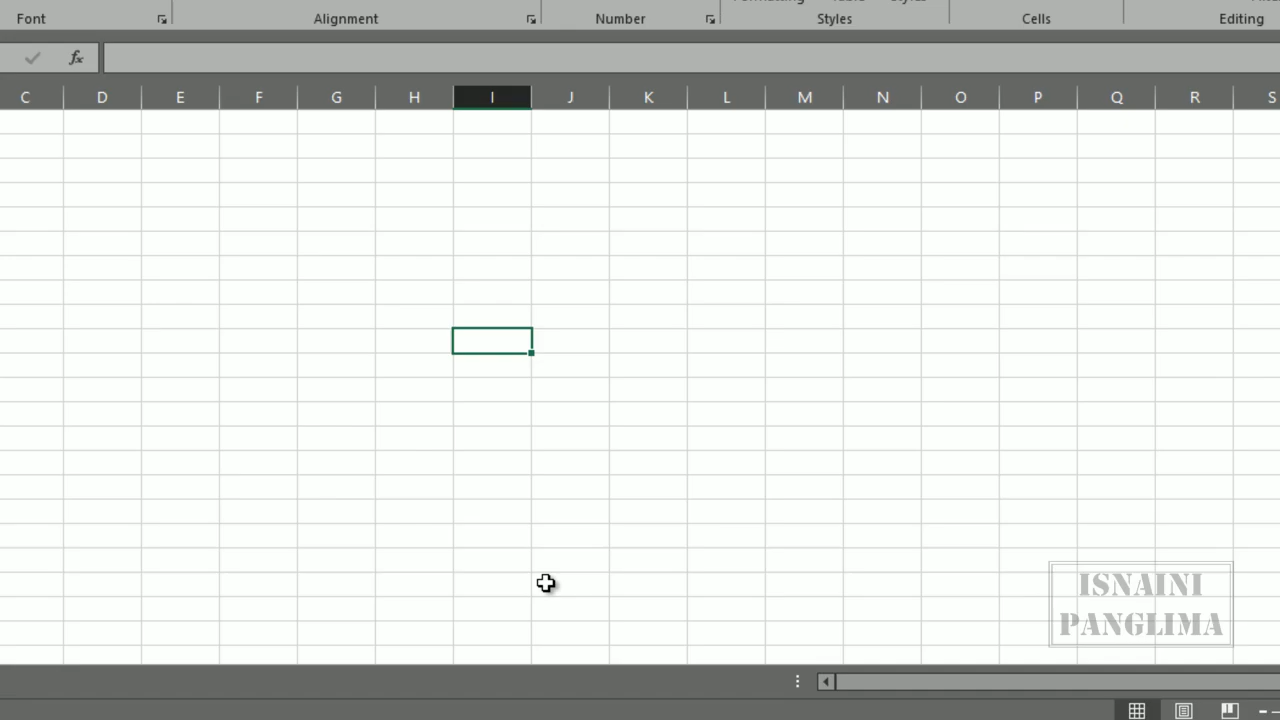 Font Alignment Number Styles Cells Editing
fx
C D E F G H I J K L M N O P Q R S
ISNAINI
PANGLIMA